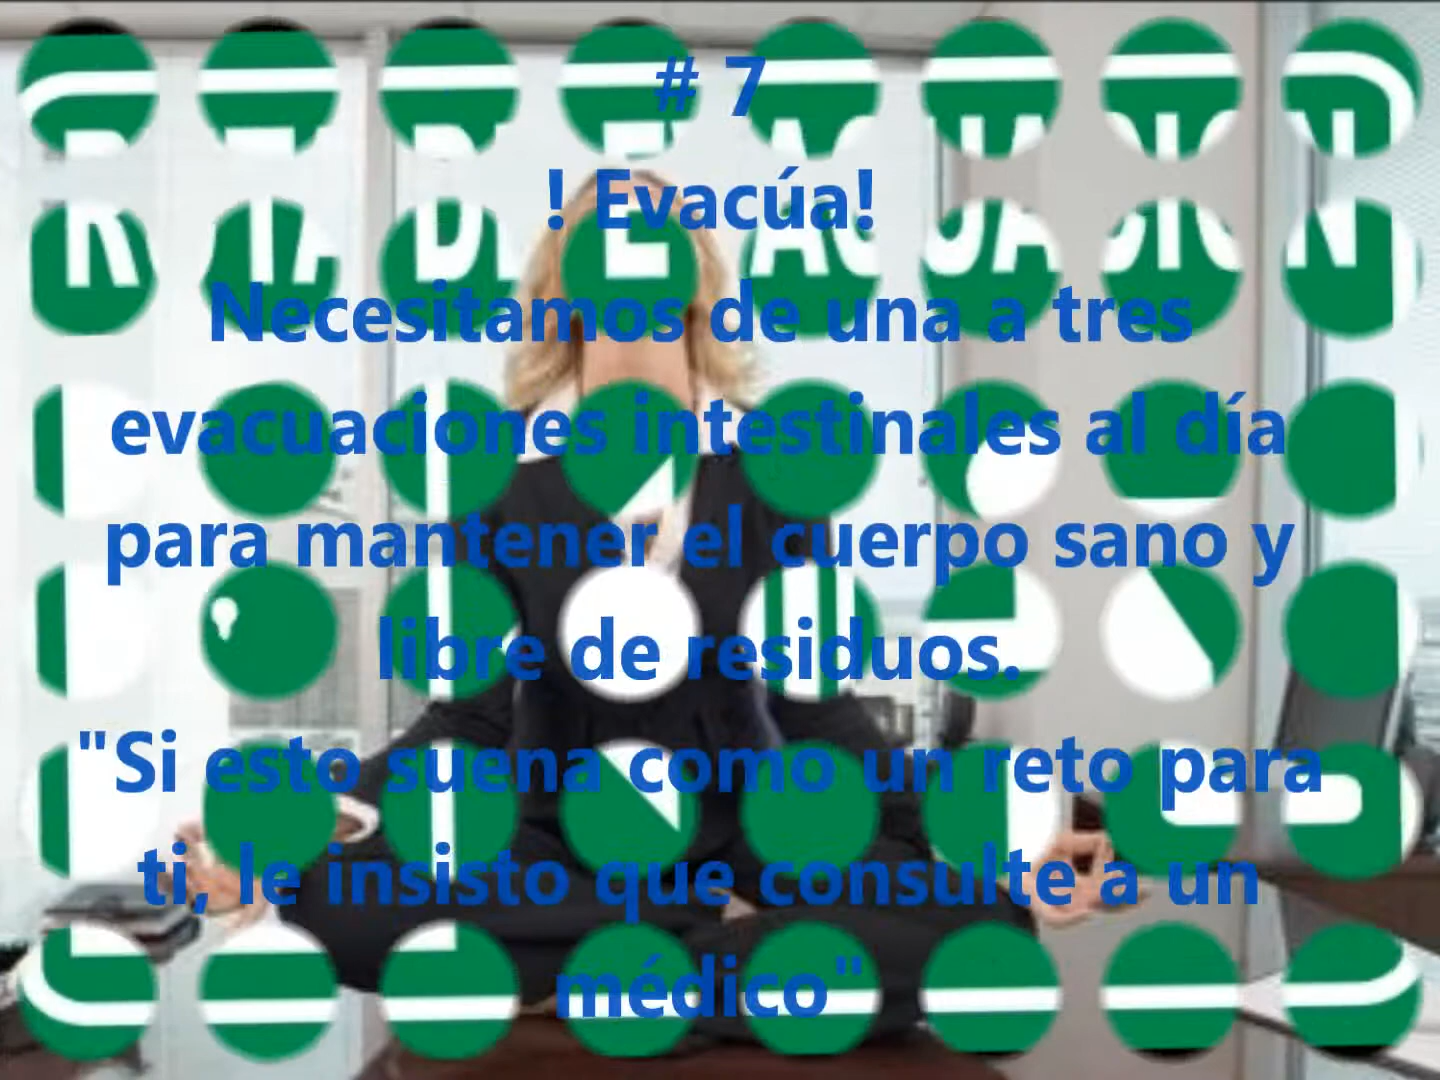 # 7
! Evacúa!
Necesitamos de una a tres
evacuaciones intestinales al día
para mantener el cuerpo sano y
libre de residuos.
"Si esto suena como un reto para
ti, le insisto que consulte a un
médico"